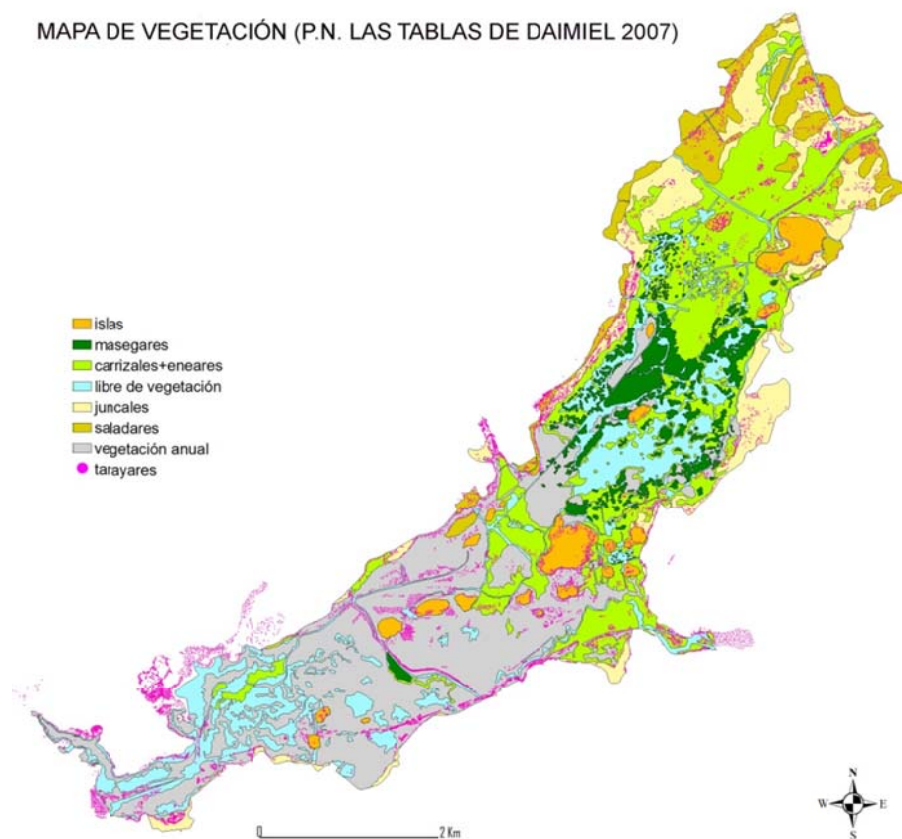 MAPA DE VEGETACIÓN (P.N. LAS TABLAS DE DAIMIEL 2007)
islas
masegares
carrizales+eneares
libre de vegetación
juncales
saladares
vegetación anual
tarayares
0 2 Km
N
W E
S